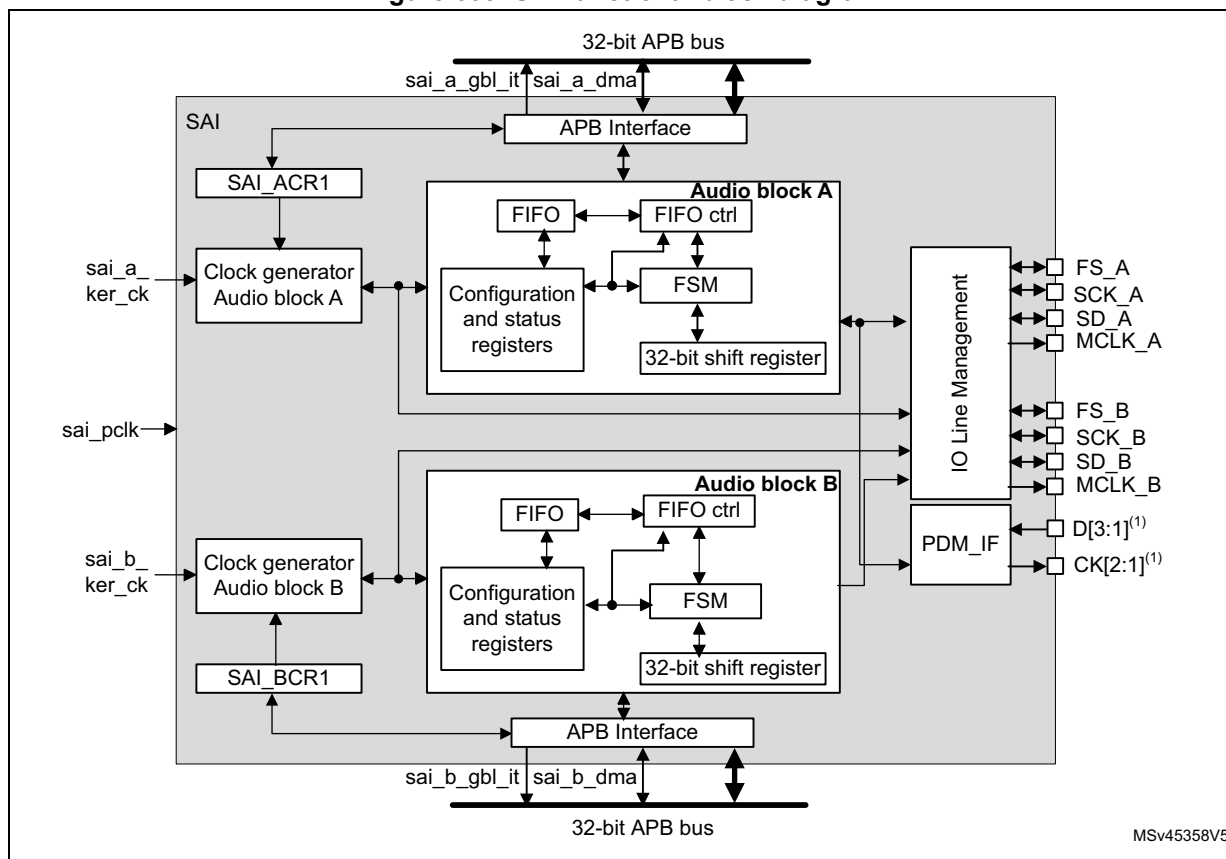 32-bit APB bus
sai_a_gbl_it sai_a_dma
SAI
APB Interface
SAI_ACR1
Audio block A
FIFO
FIFO ctrl
sai_a_
ker_ck
Clock generator
Audio block A
Configuration
and status
registers
FSM
32-bit shift register
IO Line Management
FS_A
SCK_A
SD_A
MCLK_A
sai_pclk
FS_B
SCK_B
SD_B
MCLK_B
Audio block B
FIFO
FIFO ctrl
sai_b_
ker_ck
Clock generator
Audio block B
Configuration
and status
registers
FSM
32-bit shift register
PDM_IF
D[3:1](1)
CK[2:1](1)
SAI_BCR1
APB Interface
sai_b_gbl_it sai_b_dma
32-bit APB bus
MSv45358V5